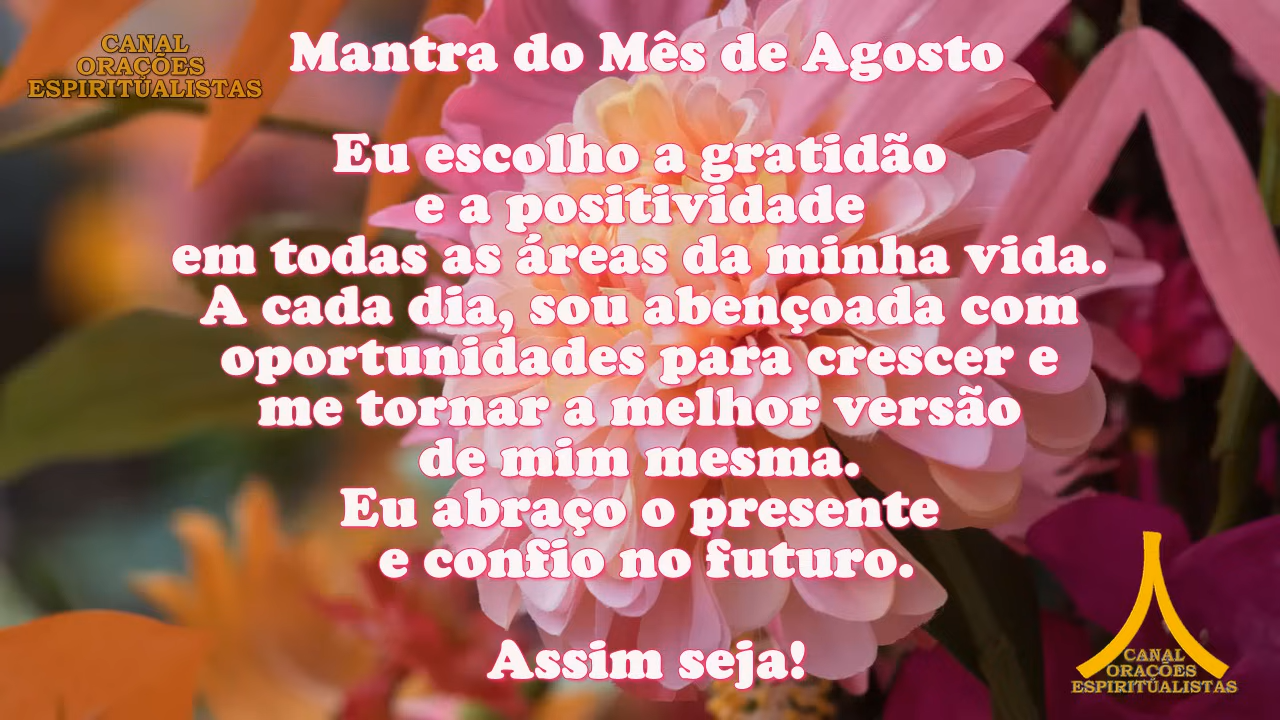 CANAL
ORAÇÕES
ESPIRITUALISTAS
Mantra do Mês de Agosto
Eu escolho a gratidão
e a positividade
em todas as áreas da minha vida.
A cada dia, sou abençoada com
oportunidades para crescer e
me tornar a melhor versão
de mim mesma.
Eu abraço o presente
e confio no futuro.
Assim seja!
CANAL
ORAÇÕES
ESPIRITUALISTAS